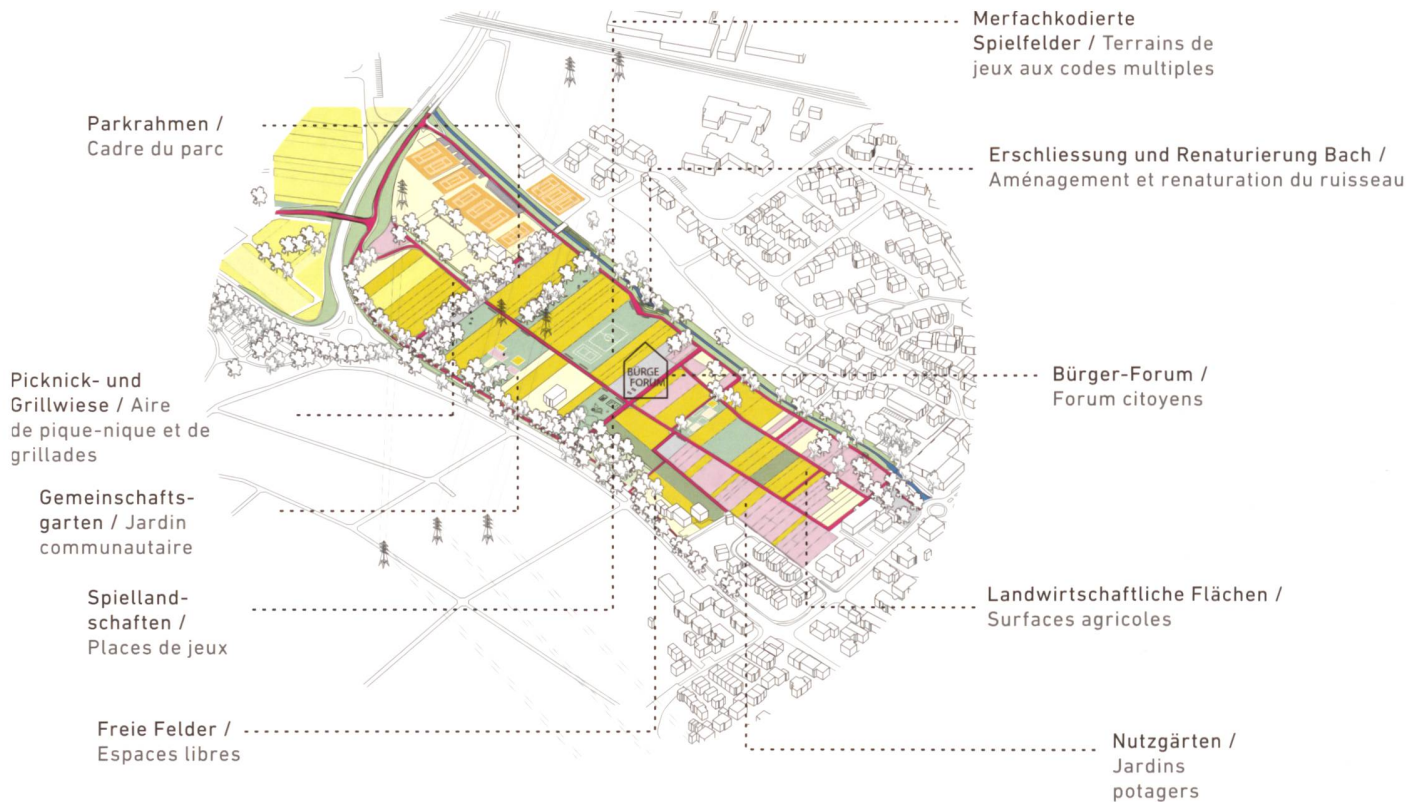 Merfachkodierte
Spielfelder / Terrains de
jeux aux codes multiples
Parkrahmen /
Cadre du parc
Erschliessung und Renaturierung Bach /
Aménagement et renaturation du ruisseau
Picknick- und
Grillwiese / Aire
de pique-nique et de
grillades
BÜRGE
FORUM
Bürger-Forum /
Forum citoyens
Gemeinschafts-
garten / Jardin
communautaire
Spielland-
schaften /
Places de jeux
Landwirtschaftliche Flächen /
Surfaces agricoles
Freie Felder /
Espaces libres
Nutzgärten /
Jardins
potagers